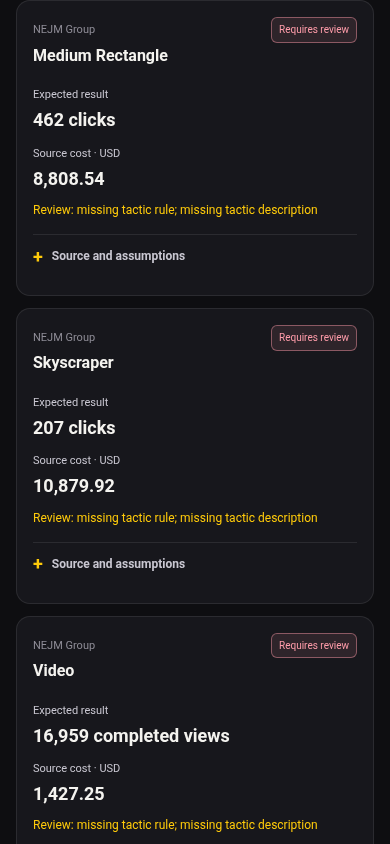 NEJM Group
Requires review
Medium Rectangle
Expected result
462 clicks
Source cost · USD
8,808.54
Review: missing tactic rule; missing tactic description
+ Source and assumptions
NEJM Group
Requires review
Skyscraper
Expected result
207 clicks
Source cost · USD
10,879.92
Review: missing tactic rule; missing tactic description
+ Source and assumptions
NEJM Group
Requires review
Video
Expected result
16,959 completed views
Source cost · USD
1,427.25
Review: missing tactic rule; missing tactic description